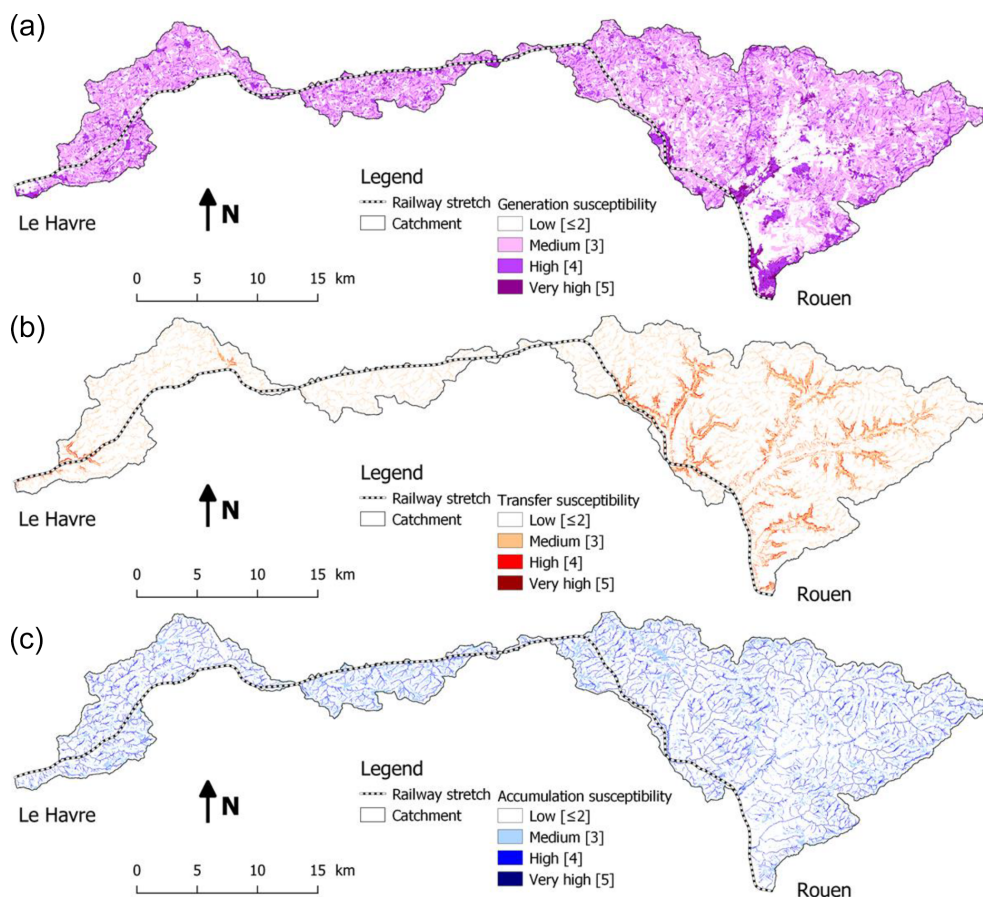 (a)
Le Havre
N
0 5 10 15 km
Legend
Railway stretch
Catchment
Generation susceptibility
Low [≤2]
Medium [3]
High [4]
Very high [5]
Rouen
(b)
Le Havre
N
0 5 10 15 km
Legend
Railway stretch
Catchment
Transfer susceptibility
Low [≤2]
Medium [3]
High [4]
Very high [5]
Rouen
(c)
Le Havre
N
0 5 10 15 km
Legend
Railway stretch
Catchment
Accumulation susceptibility
Low [≤2]
Medium [3]
High [4]
Very high [5]
Rouen